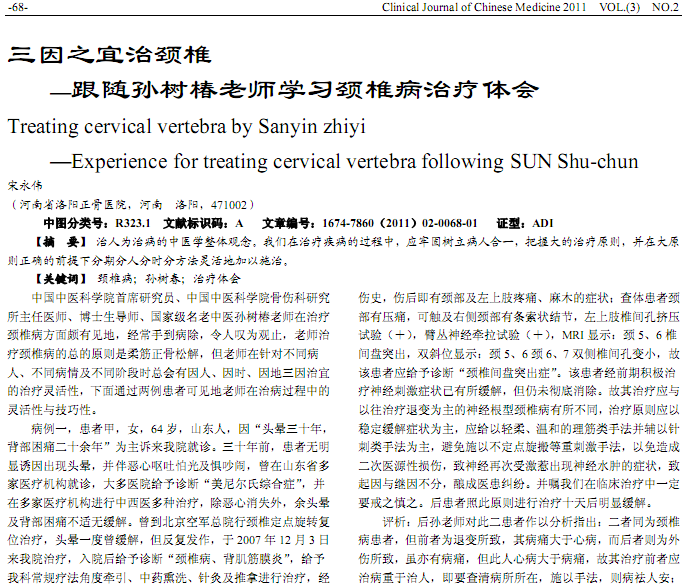 -68-
Clinical Journal of Chinese Medicine 2011 VOL.(3) NO.2
三因之宜治颈椎
—跟随孙树椿老师学习颈椎病治疗体会
Treating cervical vertebra by Sanyin zhiyi
—Experience for treating cervical vertebra following SUN Shu-chun
宋永伟
（河南省洛阳正骨医院，河南 洛阳，471002）
中图分类号：R323.1 文献标识码：A 文章编号：1674-7860（2011）02-0068-01 证型：ADI
【摘 要】 治人为治病的中医学整体观念。我们在治疗疾病的过程中，应牢固树立病人合一，把握大的治疗原则，并在大原
则正确的前提下分期分人分时分方法灵活地加以施治。
【关键词】 颈椎病；孙树春；治疗体会
中国中医科学院首席研究员、中国中医科学院骨伤科研究
所主任医师、博士生导师、国家级名老中医孙树椿老师在治疗
颈椎病方面颇有见地，经常手到病除，令人叹为观止，老师治
疗颈椎病的总的原则是柔筋正骨松解，但老师在针对不同病
人、不同病情及不同阶段时总会有因人、因时、因地三因治宜
的治疗灵活性，下面通过两例患者可见地老师在治病过程中的
灵活性与技巧性。
病例一，患者甲，女，64 岁，山东人，因“头晕三十年，
背部困痛二十余年”为主诉来我院就诊。三十年前，患者无明
显诱因出现头晕，并伴恶心呕吐怕光及惧吵闹，曾在山东省多
家医疗机构就诊，大多医院给予诊断“美尼尔氏综合症”，并
在多家医疗机构进行中西医多种治疗，除恶心消失外，余头晕
及背部困痛不适无缓解。曾到北京空军总院行颈椎定点旋转复
位治疗，头晕一度曾缓解，但反复发作，于 2007 年 12 月 3 日
来我院治疗，入院后给予诊断“颈椎病、背肌筋膜炎”，给予
我科常规疗法角度牵引、中药熏洗、针灸及推拿进行治疗，经
伤史，伤后即有颈部及左上肢疼痛、麻木的症状；查体患者颈
部有压痛，可触及右侧颈部有条索状结节，左上肢椎间孔挤压
试验（＋），臂丛神经牵拉试验（＋），MRI 显示：颈 5、6 椎
间盘突出，双斜位显示：颈 5、6 颈 6、7 双侧椎间孔变小，故
该患者应给予诊断“颈椎间盘突出症”。该患者经前期积极治
疗神经刺激症状已有所缓解，但仍未彻底消除。故其治疗应与
以往治疗退变为主的神经根型颈椎病有所不同，治疗原则应以
稳定缓解症状为主，应给以轻柔、温和的理筋类手法并辅以针
刺类手法为主，避免施以不定点旋搬等重刺激手法，以免造成
二次医源性损伤，致神经再次受激惹出现神经水肿的症状，致
起因与继因不分，酿成医患纠纷。并嘱我们在临床治疗中一定
要戒之慎之。后患者照此原则进行治疗十天后明显缓解。
评析：后孙老师对此二患者作以分析指出：二者同为颈椎
病患者，但前者为退变所致，其病痛大于心病，而后者则为外
伤所致，虽亦有病痛，但此人心病大于病痛，故其治疗前者应
治病重于治人，即要查清病所所在，施以手法，则病祛人安；